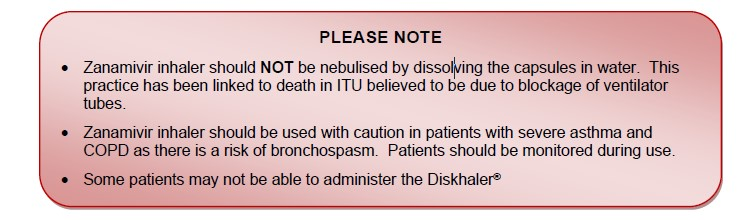 PLEASE NOTE
• Zanamivir inhaler should NOT be nebulised by dissolving the capsules in water. This
practice has been linked to death in ITU believed to be due to blockage of ventilator
tubes.
• Zanamivir inhaler should be used with caution in patients with severe asthma and
COPD as there is a risk of bronchospasm. Patients should be monitored during use.
• Some patients may not be able to administer the Diskhaler®